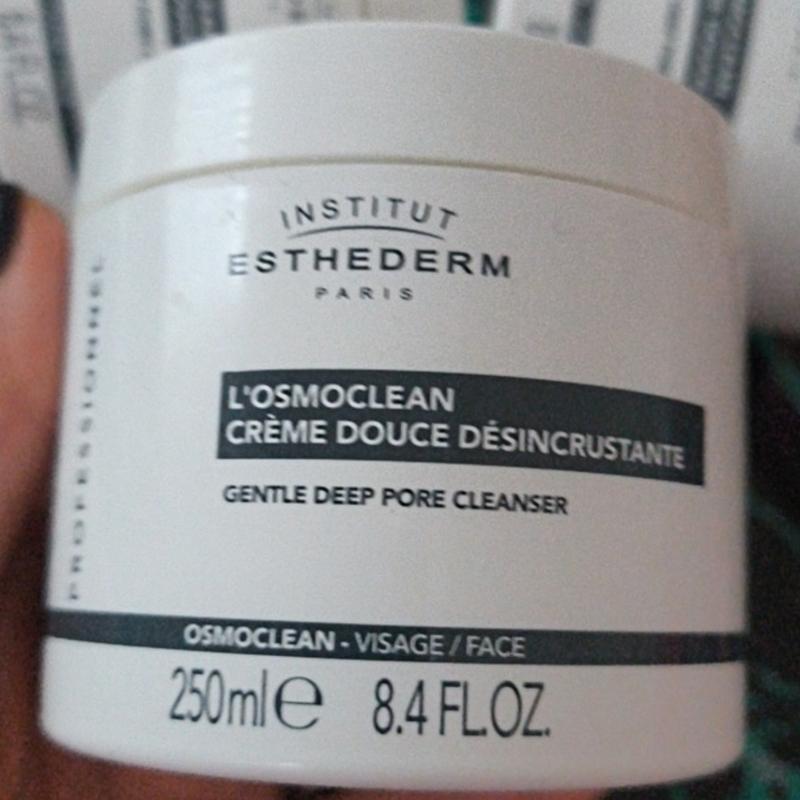 INSTITUT
ESTHEDERM
PARIS
PROFESSIONNEL
L'OSMOCLEAN
CRÈME DOUCE DÉSINCRUSTANTE
GENTLE DEEP PORE CLEANSER
OSMOCLEAN - VISAGE / FACE
250ml e 8.4 FL.OZ.